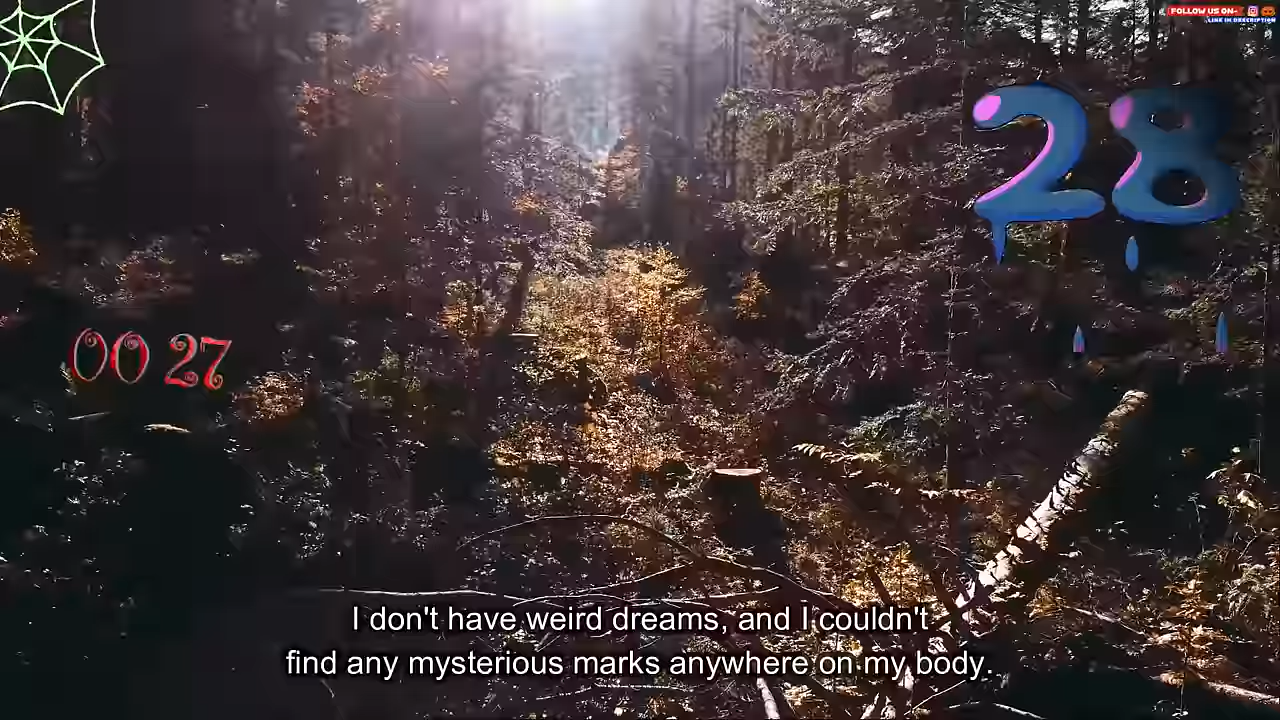 FOLLOW US ON-
LINK IN DESCRIPTION
28
00 27
I don't have weird dreams, and I couldn't
find any mysterious marks anywhere on my body.